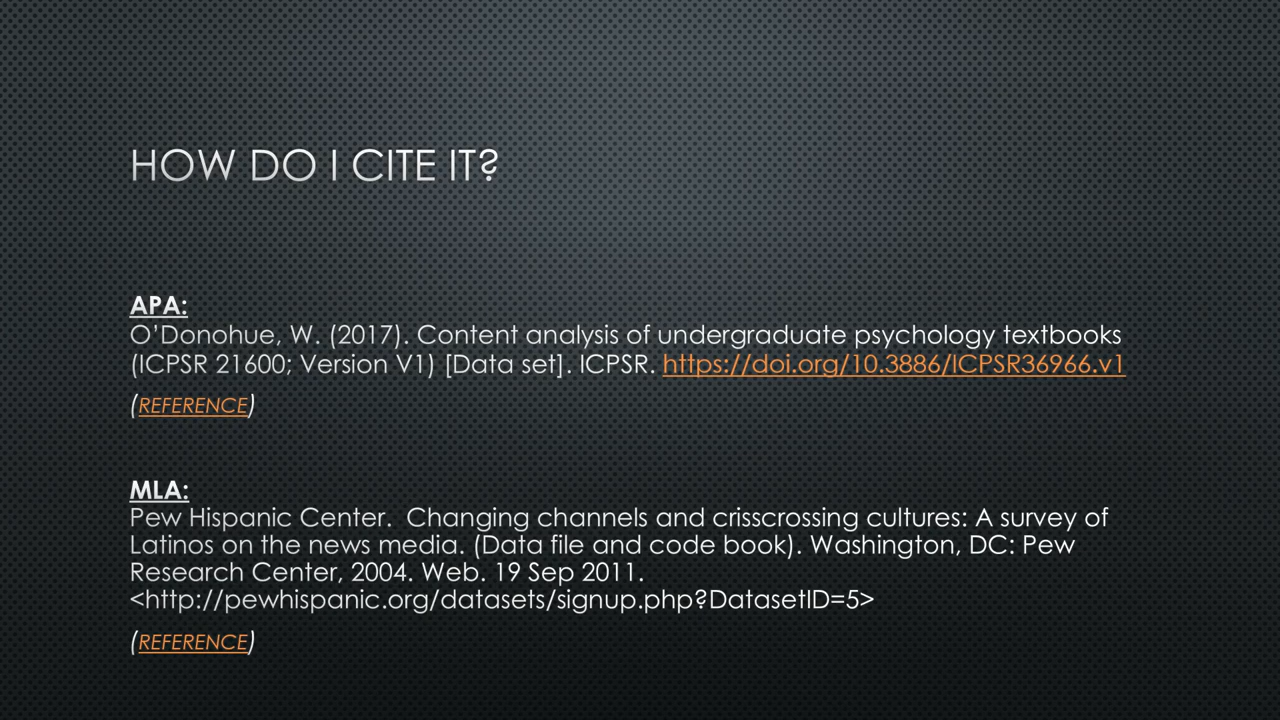 HOW DO I CITE IT?
APA:
O’Donohue, W. (2017). Content analysis of undergraduate psychology textbooks
(ICPSR 21600; Version V1) [Data set]. ICPSR. https://doi.org/10.3886/ICPSR36966.v1
(REFERENCE)
MLA:
Pew Hispanic Center.  Changing channels and crisscrossing cultures: A survey of
Latinos on the news media. (Data file and code book). Washington, DC: Pew
Research Center, 2004. Web. 19 Sep 2011.
<http://pewhispanic.org/datasets/signup.php?DatasetID=5>
(REFERENCE)